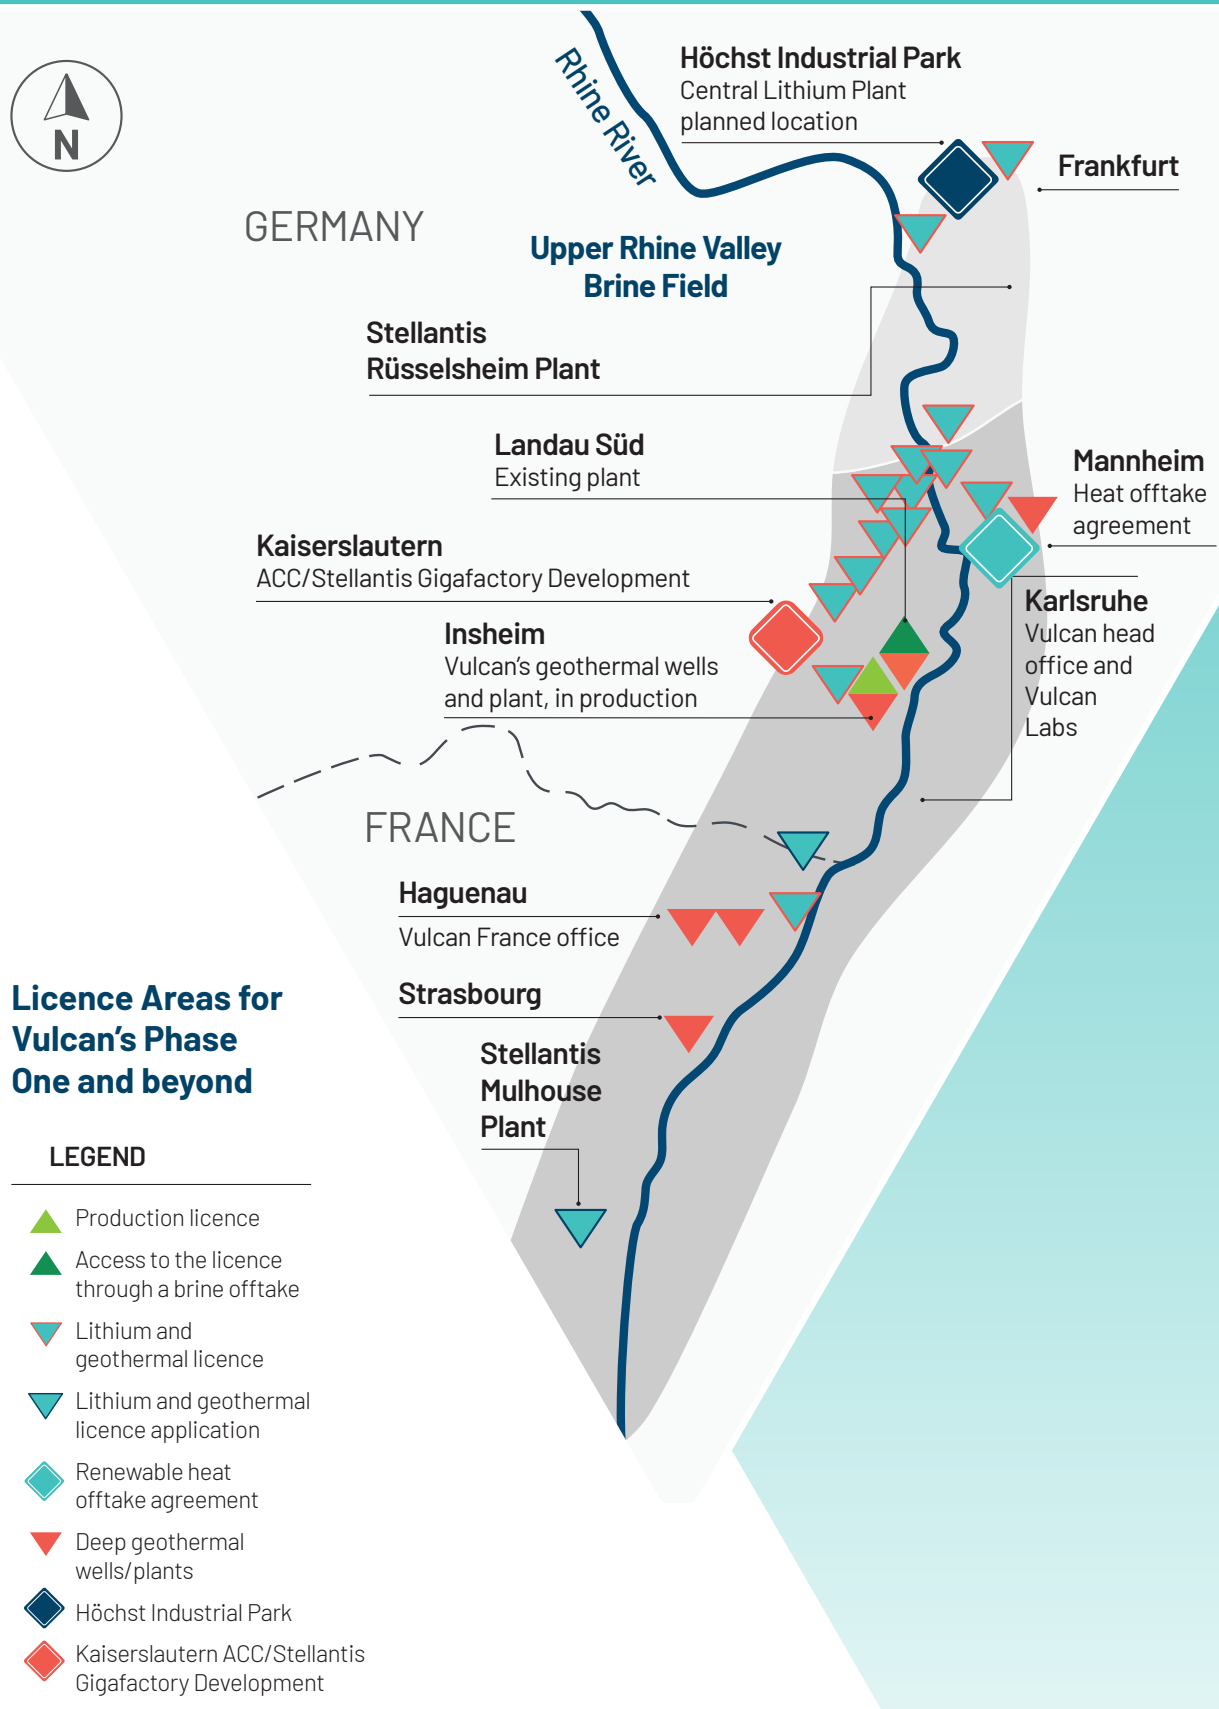 N
Rhine River
Höchst Industrial Park
Central Lithium Plant
planned location
Frankfurt
GERMANY
Upper Rhine Valley
Brine Field
Stellantis
Rüsselsheim Plant
Landau Süd
Existing plant
Mannheim
Heat offtake
agreement
Kaiserslautern
ACC/Stellantis Gigafactory Development
Karlsruhe
Vulcan head
office and
Vulcan
Labs
Insheim
Vulcan's geothermal wells
and plant, in production
FRANCE
Haguenau
Vulcan France office
Strasbourg
Stellantis
Mulhouse
Plant
Licence Areas for
Vulcan's Phase
One and beyond
LEGEND
Production licence
Access to the licence
through a brine offtake
Lithium and
geothermal licence
Lithium and geothermal
licence application
Renewable heat
offtake agreement
Deep geothermal
wells/plants
Höchst Industrial Park
Kaiserslautern ACC/Stellantis
Gigafactory Development